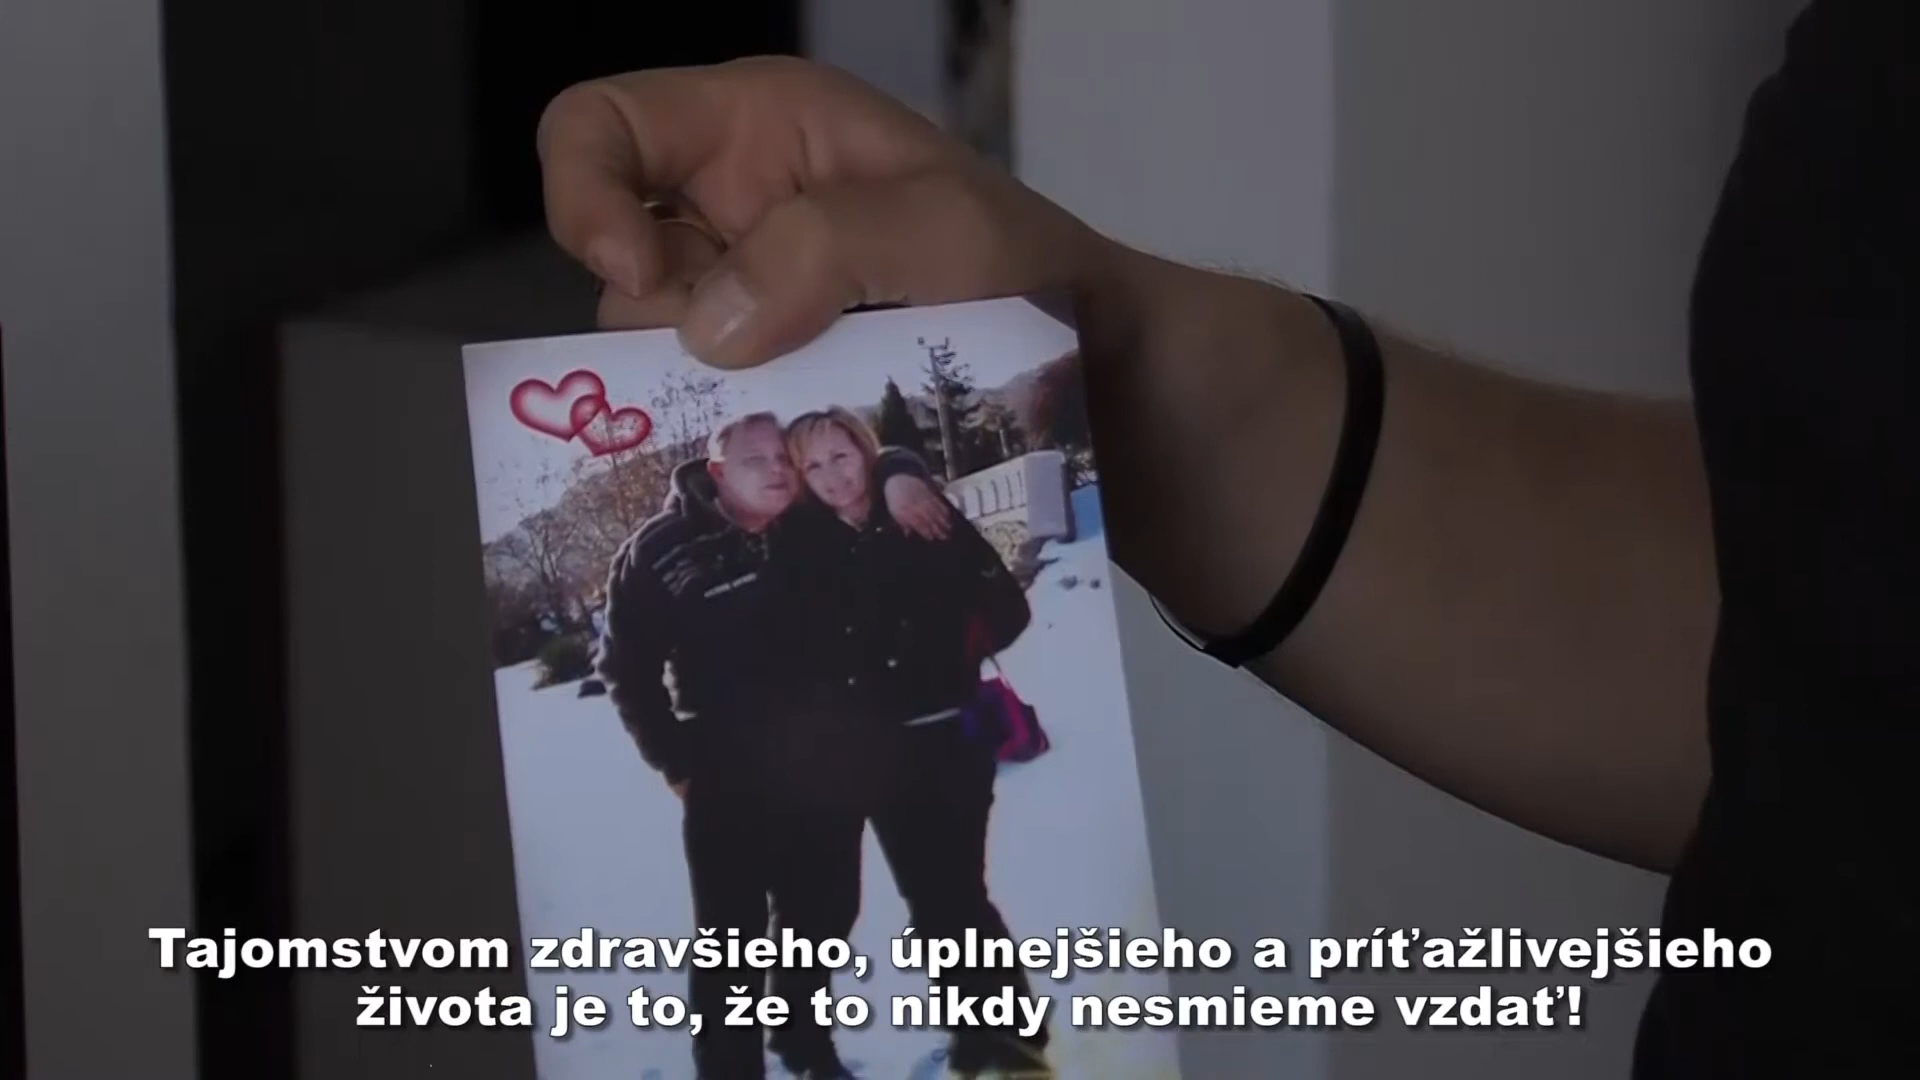 Tajomstvom zdravšieho, úplnejšieho a príťažlivejšieho
života je to, že to nikdy nesmieme vzdať!